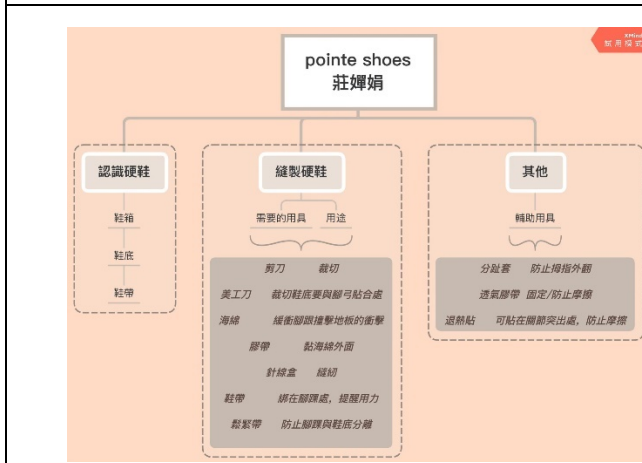 XMind
試用模式
pointe shoes
莊嬋娟
認識硬鞋
鞋箱
鞋底
鞋帶
縫製硬鞋
需要的用具 用途
剪刀 裁切
美工刀 裁切鞋底要與腳弓貼合處
海綿 緩衝腳跟撞擊地板的衝擊
膠帶 黏海綿外面
針線盒 縫紉
鞋帶 綁在腳踝處，提醒用力
鬆緊帶 防止腳踝與鞋底分離
其他
輔助用具
分趾套 防止拇指外翻
透氣膠帶 固定/防止摩擦
退熱貼 可貼在關節突出處，防止摩擦